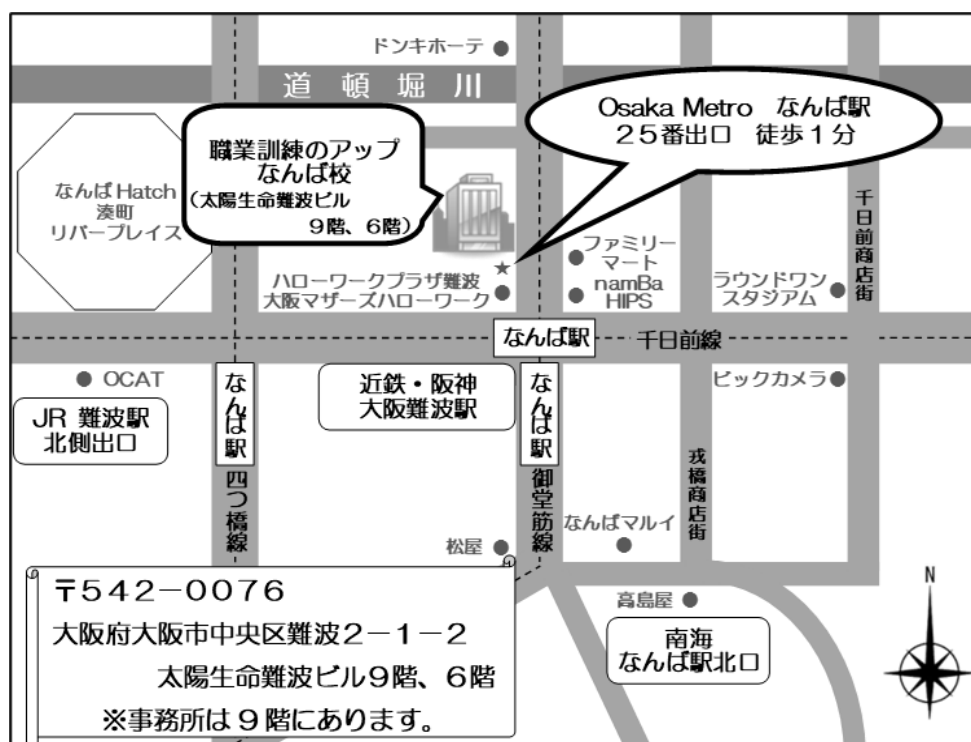 ドンキホーテ
道頓堀川
Osaka Metro なんば駅
25番出口 徒歩1分
職業訓練のアップ
なんば校
(太陽生命難波ビル
9階、6階)
なんばHatch
湊町
リバープレイス
千日前商店街
ファミリー
マート
namBa
HIPS
★
ハローワークプラザ難波
大阪マザーズハローワーク
ラウンドワン
スタジアム
なんば駅
千日前線
OCAT
JR 難波駅
北側出口
なんば駅
四つ橋線
近鉄・阪神
大阪難波駅
なんば駅
御堂筋線
ビックカメラ
戎橋商店街
なんばマルイ
松屋
高島屋
南海
なんば駅北口
N
〒542-0076
大阪府大阪市中央区難波2-1-2
太陽生命難波ビル9階、6階
※事務所は9階にあります。